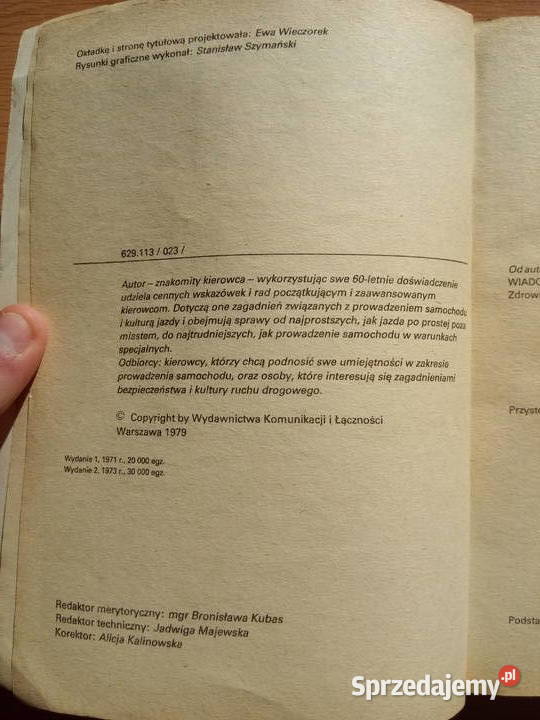 Okładkę i stronę tytułową projektowała: Ewa Wieczorek
Rysunki graficzne wykonał: Stanisław Szymański
629.113 / 023 /
Autor – znakomity kierowca – wykorzystując swe 60-letnie doświadczenie
udziela cennych wskazówek i rad początkującym i zaawansowanym
kierowcom. Dotyczą one zagadnień związanych z prowadzeniem samochodu
i kulturą jazdy i obejmują sprawy od najprostszych, jak jazda po prostej poza
miastem, do najtrudniejszych, jak prowadzenie samochodu w warunkach
specjalnych.
Odbiorcy: kierowcy, którzy chcą podnosić swe umiejętności w zakresie
prowadzenia samochodu, oraz osoby, które interesują się zagadnieniami
bezpieczeństwa i kultury ruchu drogowego.
© Copyright by Wydawnictwa Komunikacji i Łączności
Warszawa 1979
Wydanie 1, 1971 r., 20 000 egz.
Wydanie 2, 1973 r., 30 000 egz.
Redaktor merytoryczny: mgr Bronisława Kubas
Redaktor techniczny: Jadwiga Majewska
Korektor: Alicja Kalinowska
Od auto
WIADO
Zdrow
Przysto
Podsta
Sprzedajemy.pl